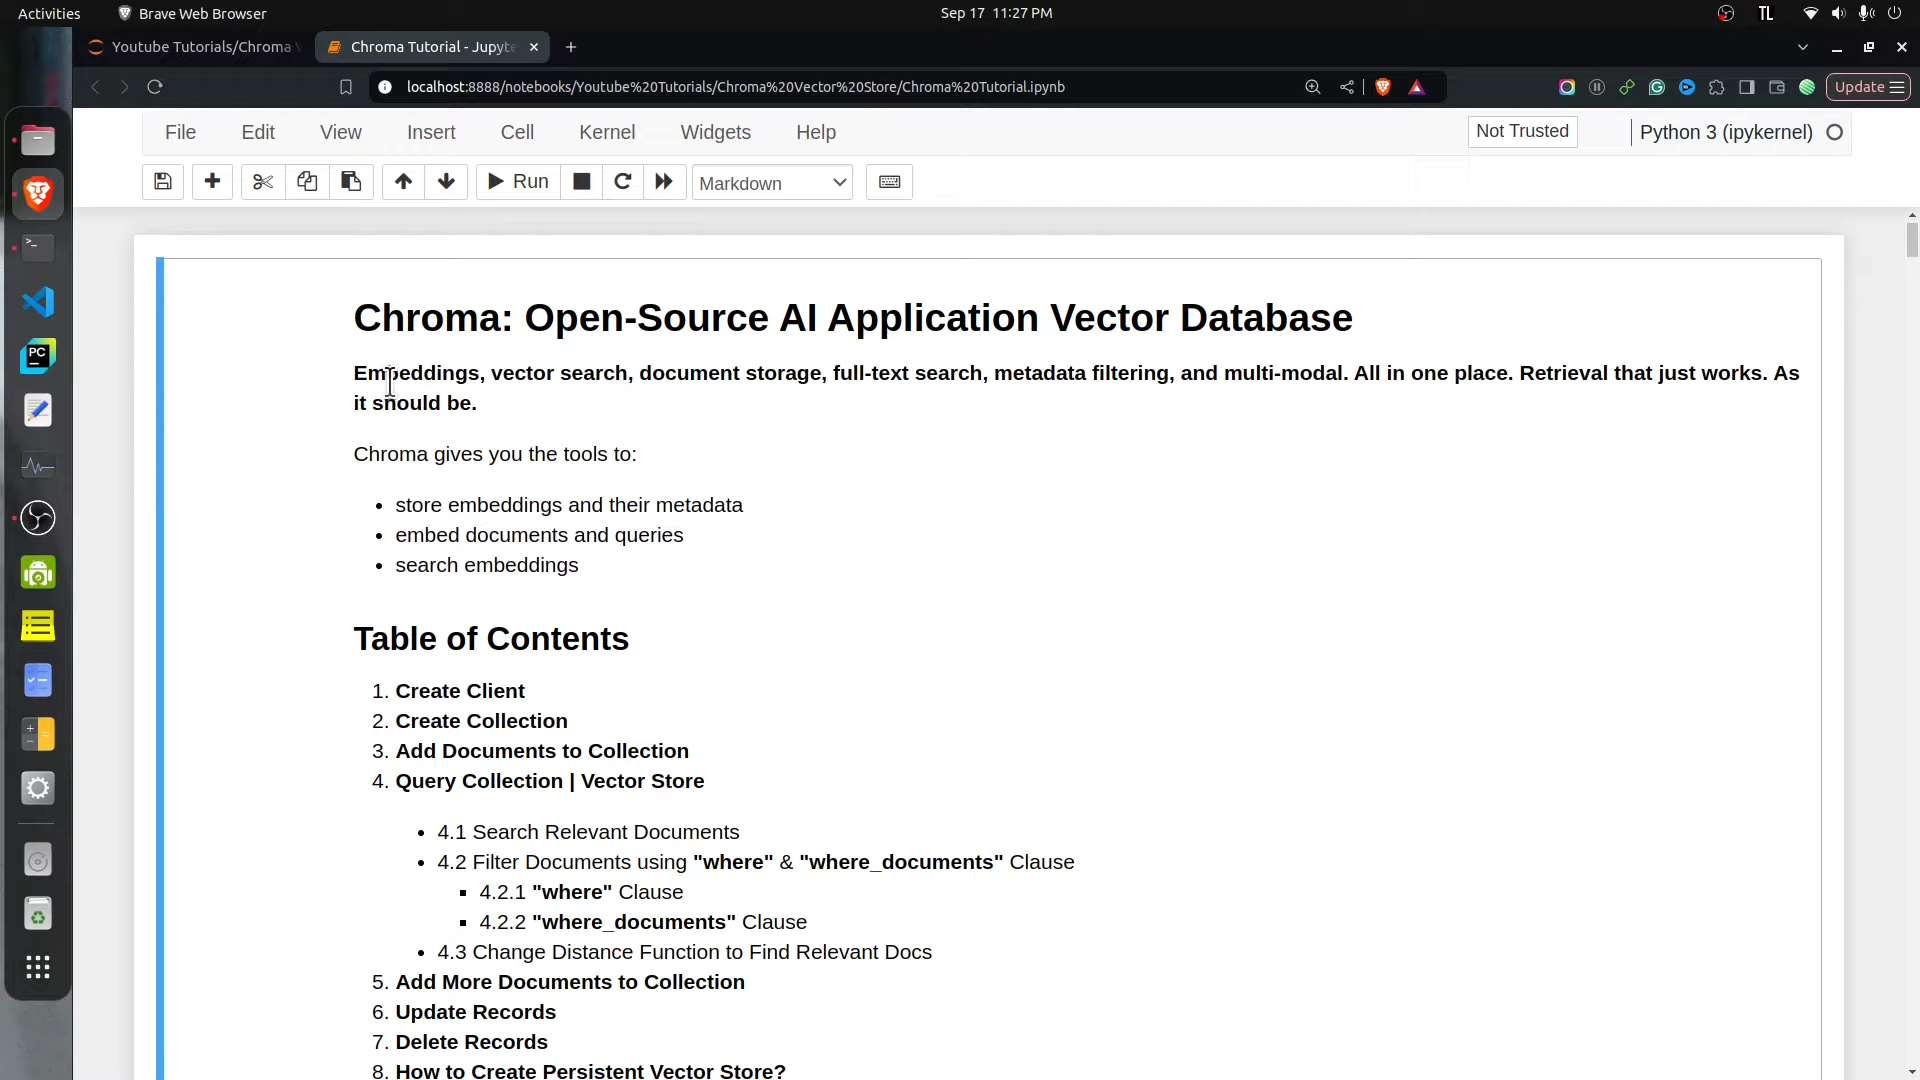 Activities
Brave Web Browser
Sep 17 11:27 PM
TL
Youtube Tutorials/Chroma
Chroma Tutorial - Jupyte
localhost:8888/notebooks/Youtube%20Tutorials/Chroma%20Vector%20Store/Chroma%20Tutorial.ipynb
Update
File Edit View Insert Cell Kernel Widgets Help
Not Trusted
Python 3 (ipykernel)
Run
Markdown
PC
Chroma: Open-Source AI Application Vector Database
Embeddings, vector search, document storage, full-text search, metadata filtering, and multi-modal. All in one place. Retrieval that just works. As
it should be.
Chroma gives you the tools to:
• store embeddings and their metadata
• embed documents and queries
• search embeddings
Table of Contents
1. Create Client
2. Create Collection
3. Add Documents to Collection
4. Query Collection | Vector Store
• 4.1 Search Relevant Documents
• 4.2 Filter Documents using "where" & "where_documents" Clause
▪ 4.2.1 "where" Clause
▪ 4.2.2 "where_documents" Clause
• 4.3 Change Distance Function to Find Relevant Docs
5. Add More Documents to Collection
6. Update Records
7. Delete Records
8. How to Create Persistent Vector Store?